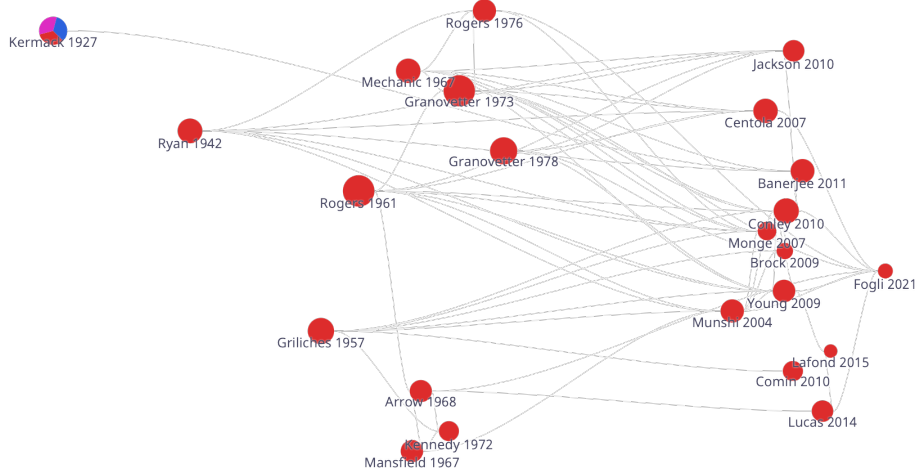 Rogers 1976
Kermack 1927
Jackson 2010
Mechanic 1967
Granovetter 1973
Centola 2007
Ryan 1942
Granovetter 1978
Banerjee 2011
Rogers 1961
Conley 2010
Monge 2007
Brock 2009
Fogli 2021
Young 2009
Munshi 2004
Griliches 1957
Lafond 2015
Comin 2010
Arrow 1968
Lucas 2014
Kennedy 1972
Mansfield 1967